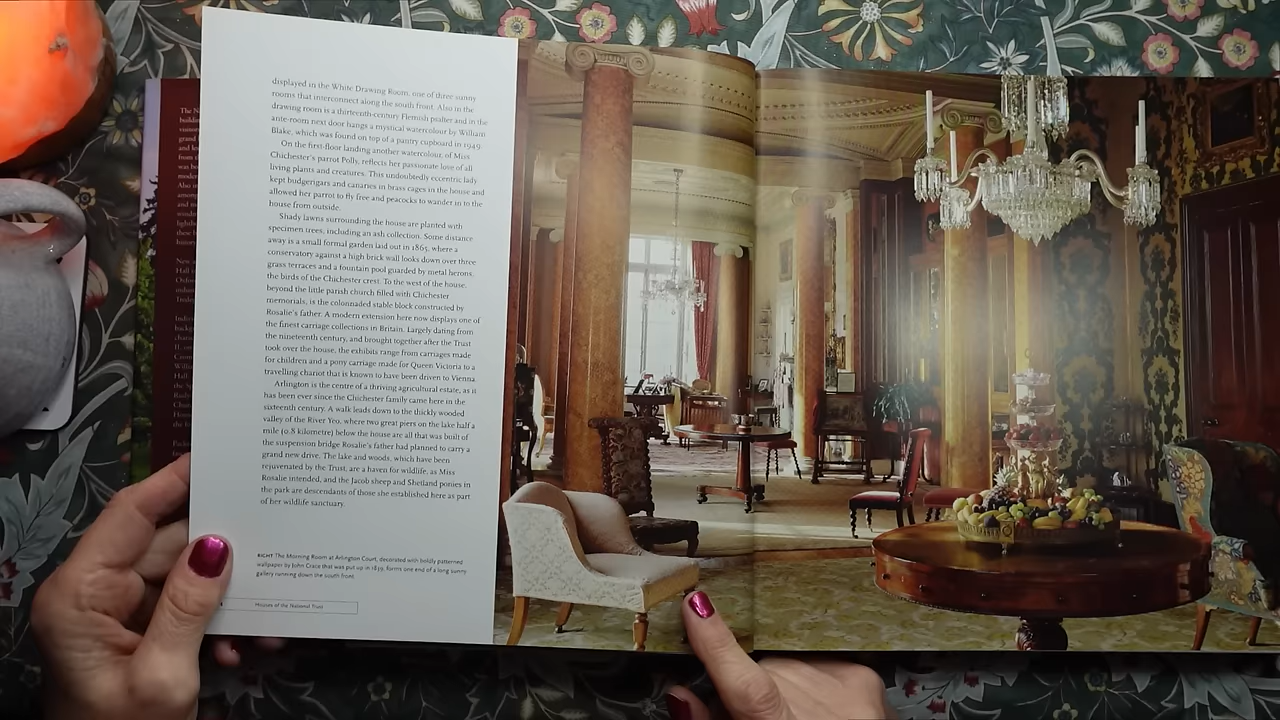 displayed in the White Drawing Room, one of three sunny
rooms that interconnect along the south front. Also in the
drawing room is a thirteenth-century Flemish psalter and in the
ante-room next door hangs a mystical watercolour by William
Blake, which was found on top of a pantry cupboard in 1949.
On the first-floor landing another watercolour, of Miss
Chichester's parrot Polly, reflects her passionate love of all
living plants and creatures. This undoubtedly eccentric lady
kept budgerigars and canaries in brass cages in the house and
allowed her parrot to fly free and peacocks to wander in to the
house from outside.
Shady lawns surrounding the house are planted with
specimen trees, including an ash collection. Some distance
away is a small formal garden laid out in 1865, where a
conservatory against a high brick wall looks down over three
grass terraces and a fountain pool guarded by metal herons,
the birds of the Chichester crest. To the west of the house,
beyond the little parish church filled with Chichester
memorials, is the colonnaded stable block constructed by
Rosalie's father. A modern extension here now displays one of
the finest carriage collections in Britain. Largely dating from
the nineteenth century, and brought together after the Trust
took over the house, the exhibits range from carriages made
for children and a pony carriage made for Queen Victoria to a
travelling chariot that is known to have been driven to Vienna.
Arlington is the centre of a thriving agricultural estate, as it
has been ever since the Chichester family came here in the
sixteenth century. A walk leads down to the thickly wooded
valley of the River Yeo, where two great piers on the lake half a
mile (0.8 kilometre) below the house are all that was built of
the suspension bridge Rosalie's father had planned to carry a
grand new drive. The lake and woods, which have been
rejuvenated by the Trust, are a haven for wildlife, as Miss
Rosalie intended, and the Jacob sheep and Shetland ponies in
the park are descendants of those she established here as part
of her wildlife sanctuary.
RIGHT The Morning Room at Arlington Court, decorated with boldly patterned
wallpaper by John Crace that was put up in 1839, forms one end of a long sunny
gallery running down the south front.
Houses of the National Trust